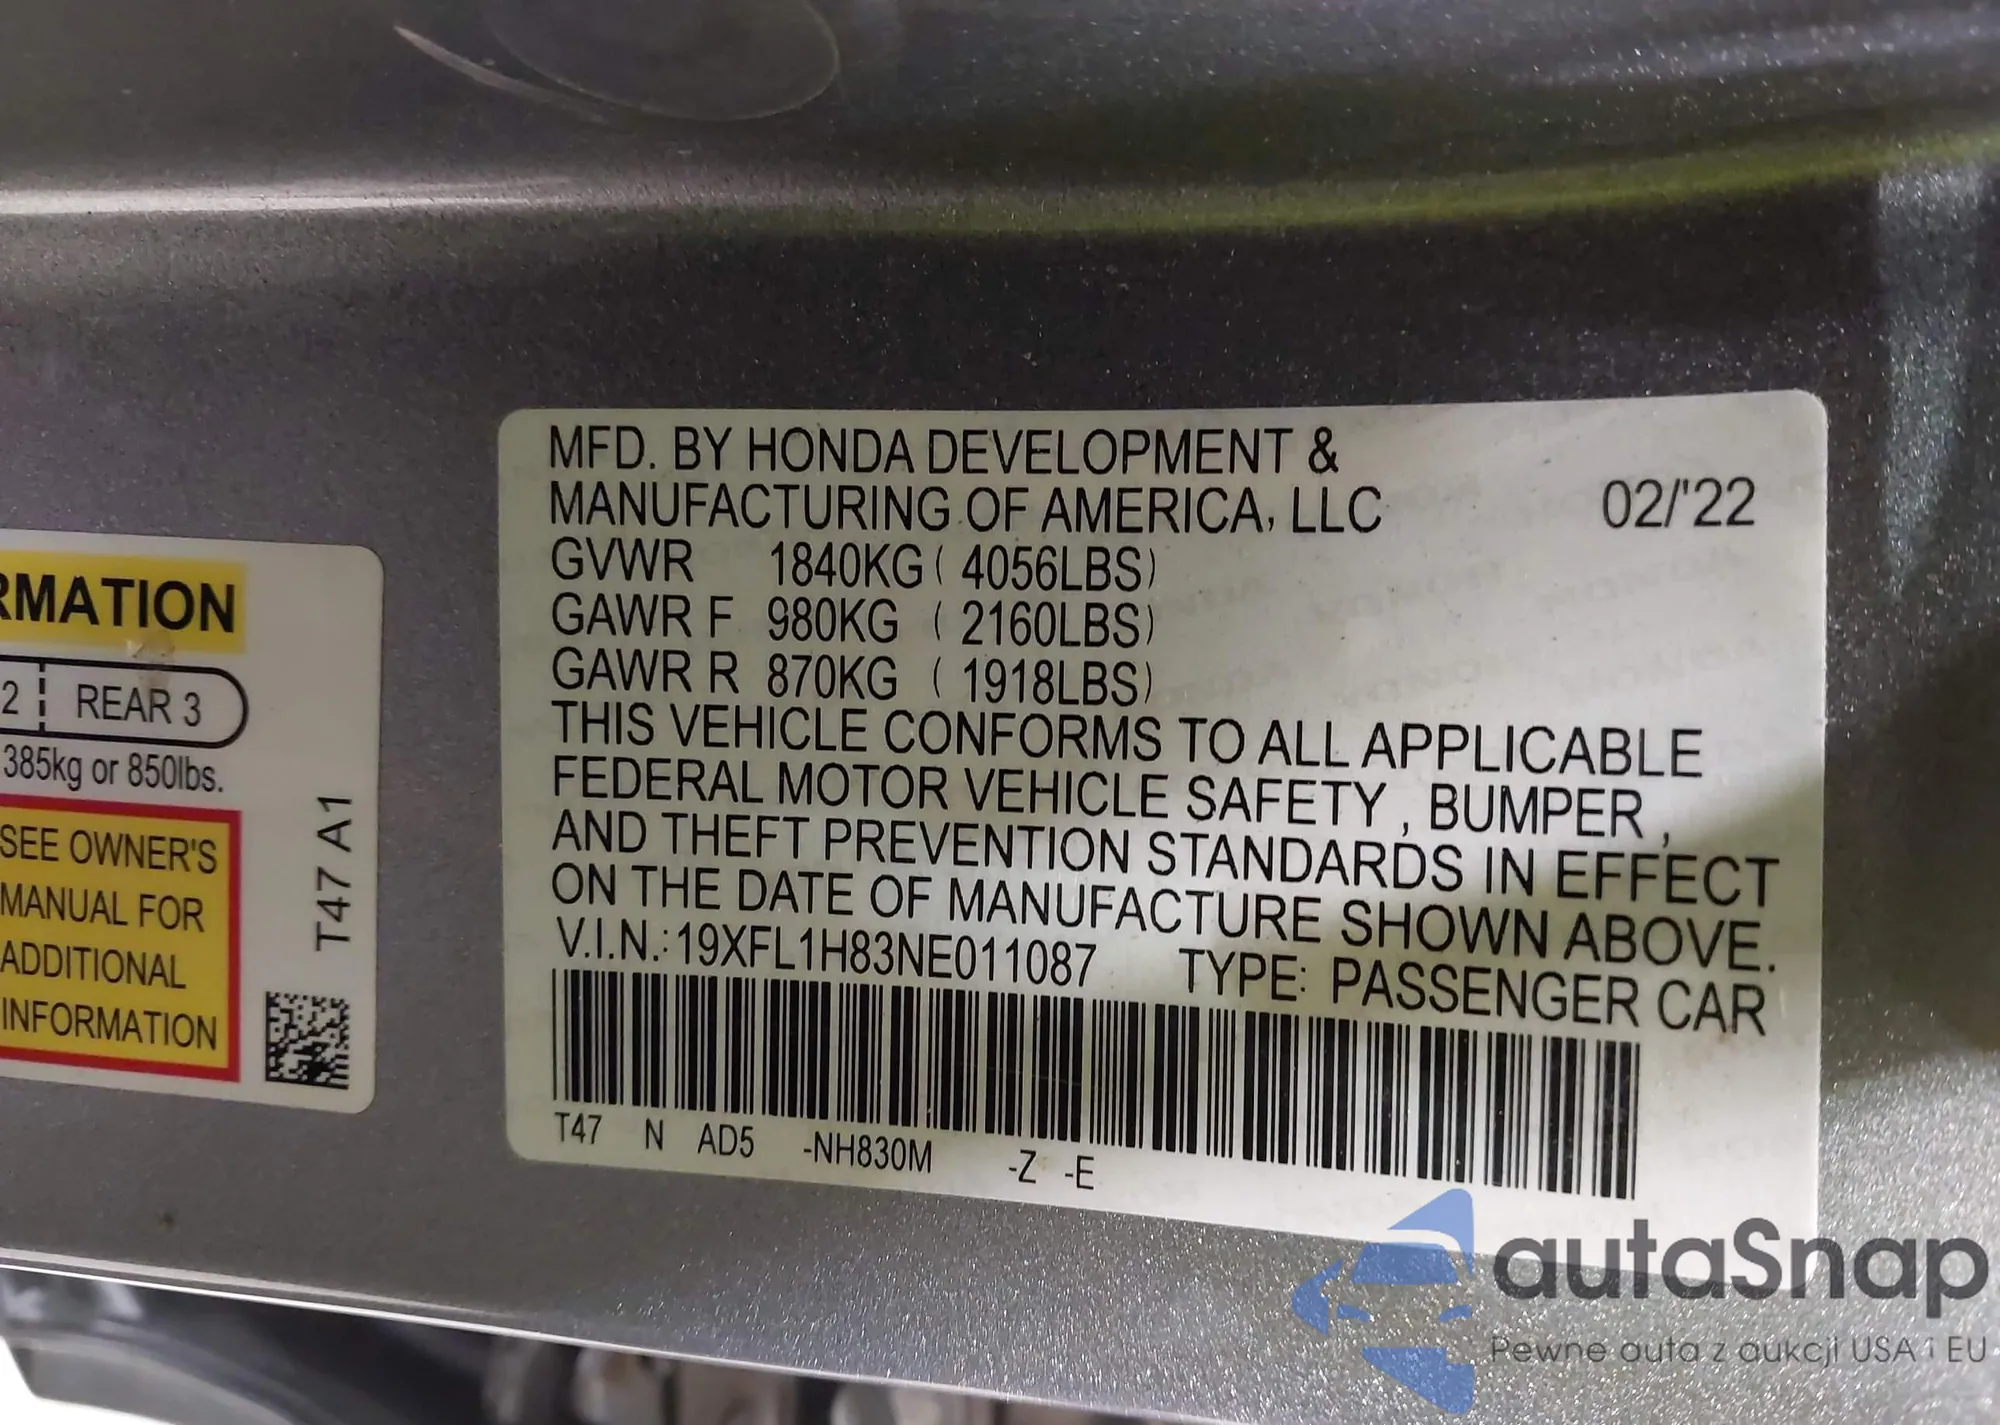 MFD. BY HONDA DEVELOPMENT &
MANUFACTURING OF AMERICA, LLC 02/'22
GVWR 1840KG ( 4056LBS)
GAWR F 980KG ( 2160LBS)
GAWR R 870KG ( 1918LBS)
THIS VEHICLE CONFORMS TO ALL APPLICABLE
FEDERAL MOTOR VEHICLE SAFETY , BUMPER ,
AND THEFT PREVENTION STANDARDS IN EFFECT
ON THE DATE OF MANUFACTURE SHOWN ABOVE.
V.I.N.: 19XFL1H83NE011087 TYPE: PASSENGER CAR
T47 N AD5 -NH830M -Z -E
RMATION
2 REAR 3
385kg or 850lbs.
SEE OWNER'S
MANUAL FOR
ADDITIONAL
INFORMATION
T47 A1
autaSnap
Pewne auta z aukcji USA i EU